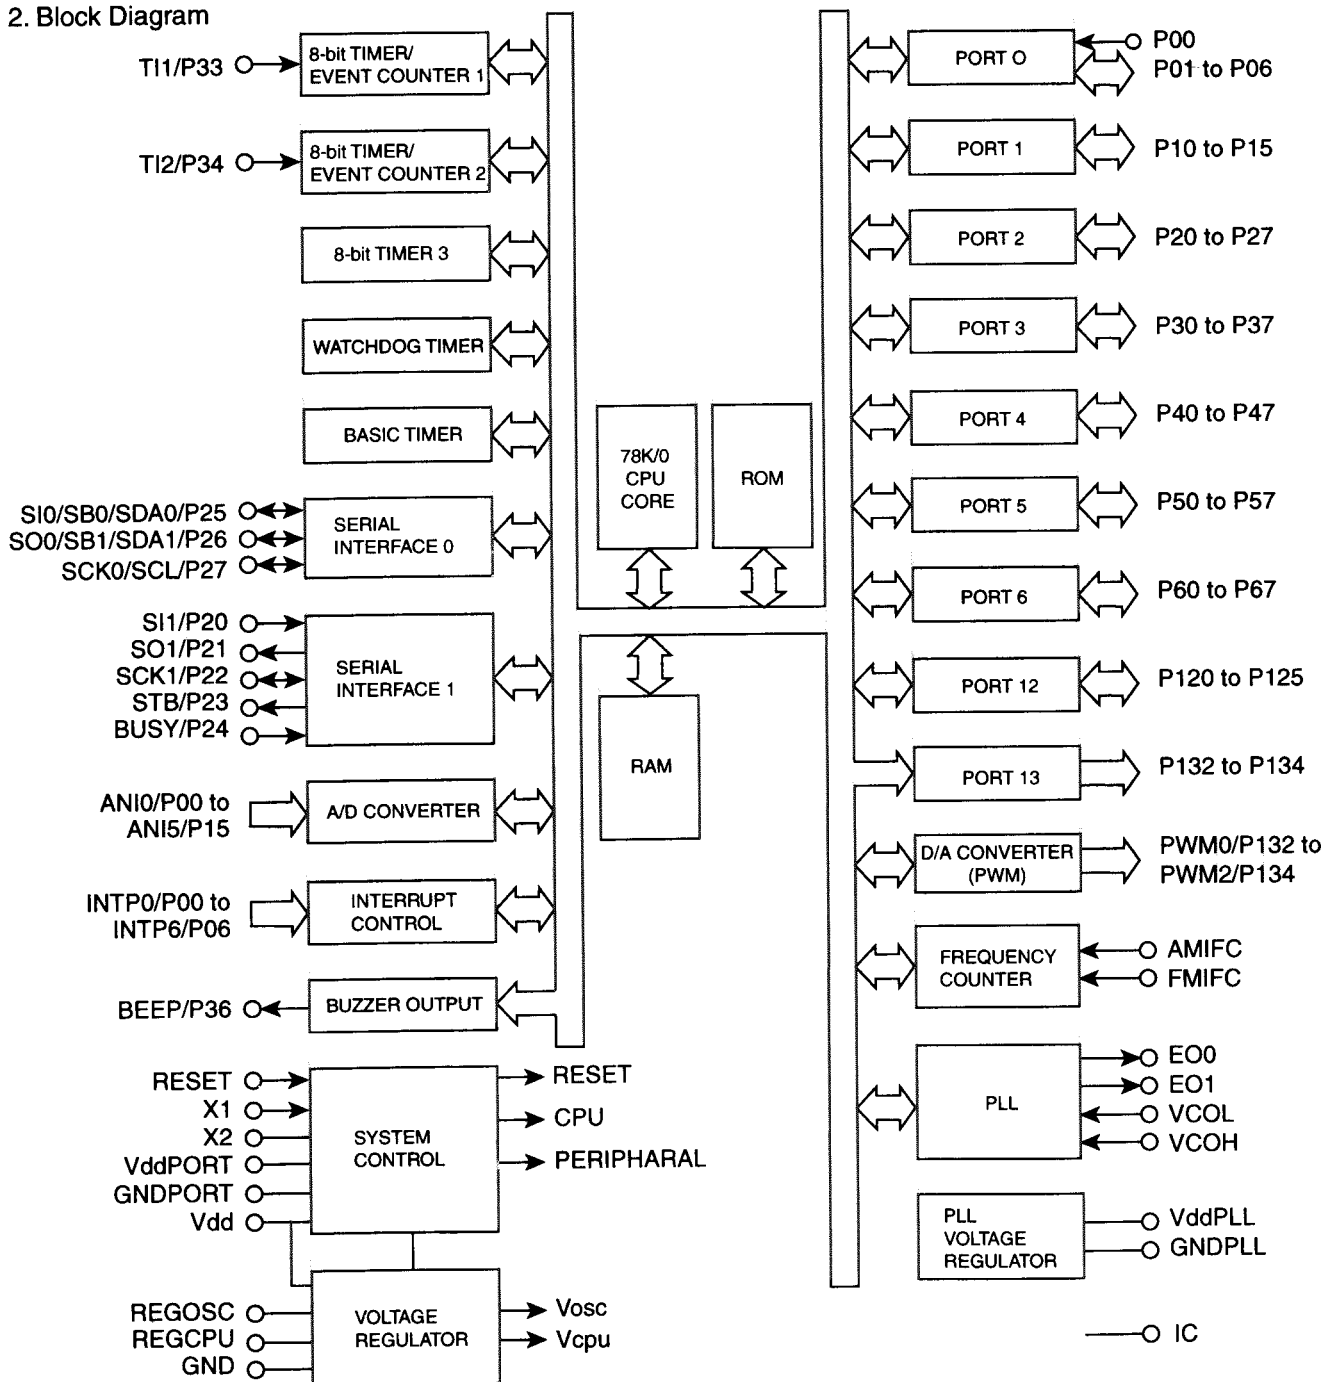 2. Block Diagram
TI1/P33
8-bit TIMER/
EVENT COUNTER 1
TI2/P34
8-bit TIMER/
EVENT COUNTER 2
8-bit TIMER 3
WATCHDOG TIMER
BASIC TIMER
SI0/SB0/SDA0/P25
SO0/SB1/SDA1/P26
SCK0/SCL/P27
SERIAL
INTERFACE 0
SI1/P20
SO1/P21
SCK1/P22
STB/P23
BUSY/P24
SERIAL
INTERFACE 1
ANI0/P00 to
ANI5/P15
A/D CONVERTER
INTP0/P00 to
INTP6/P06
INTERRUPT
CONTROL
BEEP/P36
BUZZER OUTPUT
RESET
X1
X2
VddPORT
GNDPORT
Vdd
SYSTEM
CONTROL
RESET
CPU
PERIPHARAL
REGOSC
REGCPU
GND
VOLTAGE
REGULATOR
Vosc
Vcpu
78K/0
CPU
CORE
ROM
RAM
PORT O
P00
P01 to P06
PORT 1
P10 to P15
PORT 2
P20 to P27
PORT 3
P30 to P37
PORT 4
P40 to P47
PORT 5
P50 to P57
PORT 6
P60 to P67
PORT 12
P120 to P125
PORT 13
P132 to P134
D/A CONVERTER
(PWM)
PWM0/P132 to
PWM2/P134
FREQUENCY
COUNTER
AMIFC
FMIFC
PLL
EO0
EO1
VCOL
VCOH
PLL
VOLTAGE
REGULATOR
VddPLL
GNDPLL
IC